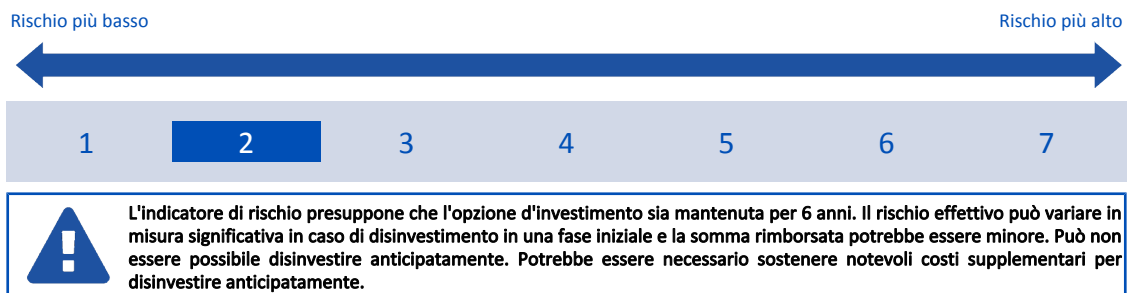 Rischio più basso Rischio più alto
1 2 3 4 5 6 7
L'indicatore di rischio presuppone che l'opzione d'investimento sia mantenuta per 6 anni. Il rischio effettivo può variare in
misura significativa in caso di disinvestimento in una fase iniziale e la somma rimborsata potrebbe essere minore. Può non
essere possibile disinvestire anticipatamente. Potrebbe essere necessario sostenere notevoli costi supplementari per
disinvestire anticipatamente.